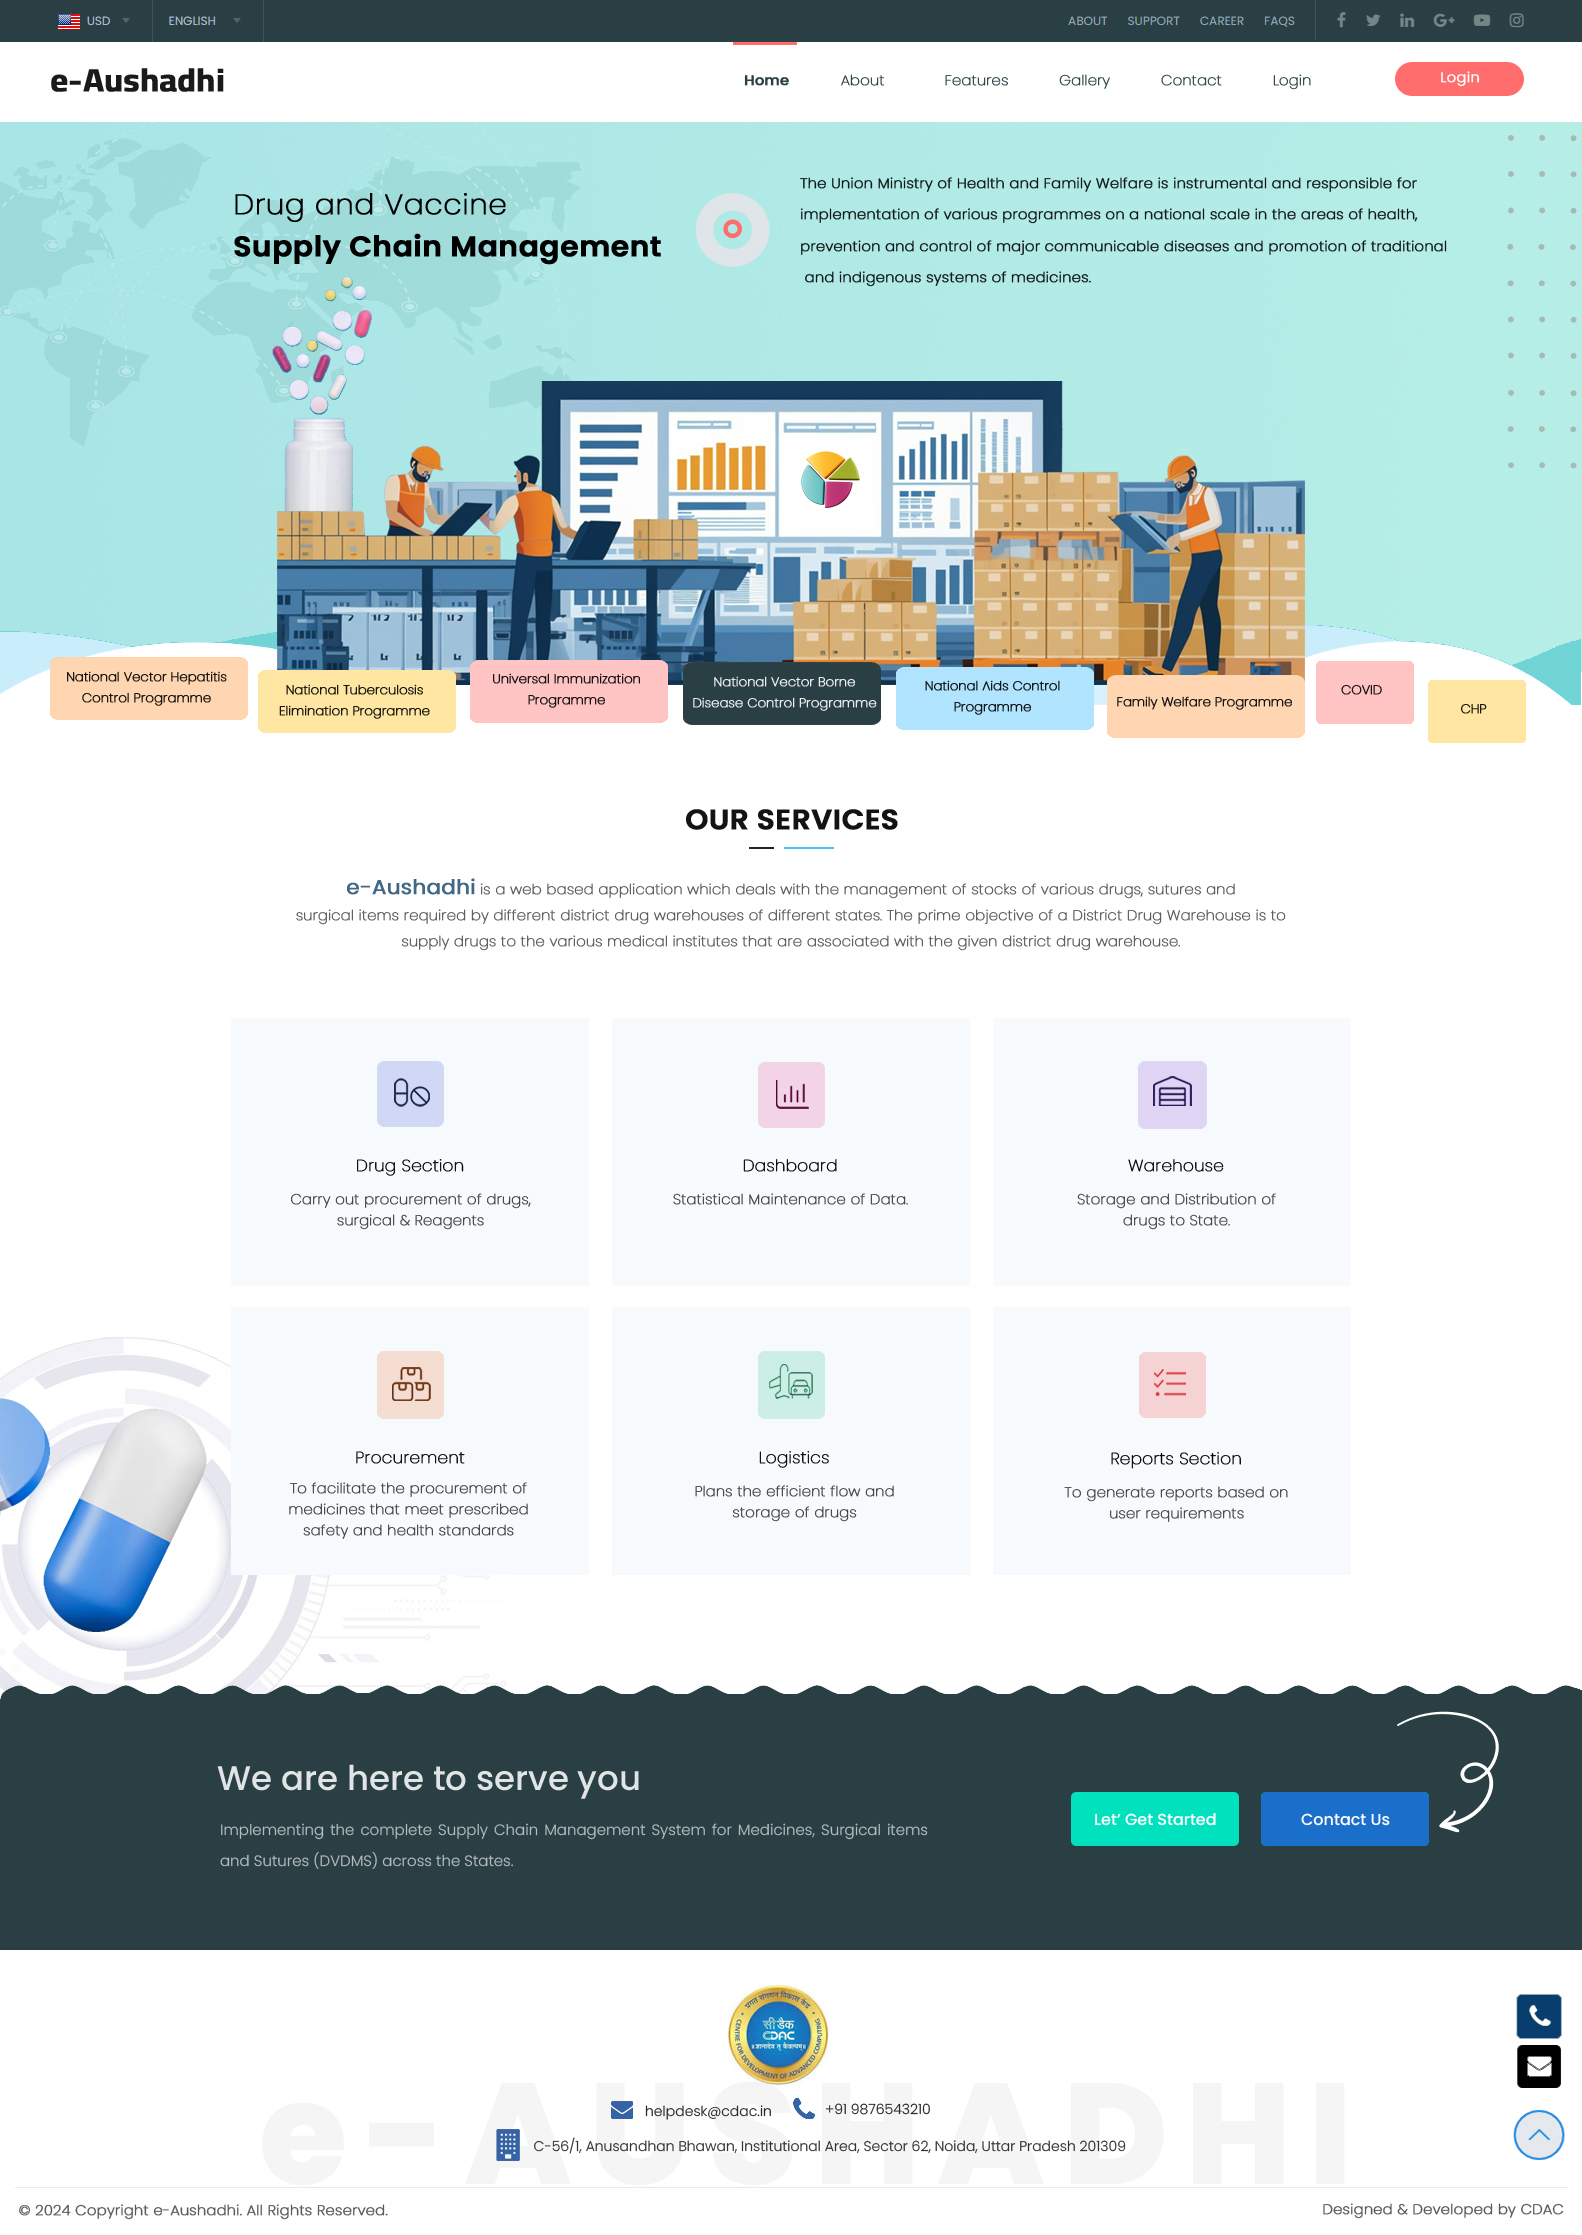 USD
ENGLISH
ABOUT SUPPORT CAREER FAQS
e-Aushadhi
Home About Features Gallery Contact Login
Login
Drug and Vaccine
Supply Chain Management
The Union Ministry of Health and Family Welfare is instrumental and responsible for
implementation of various programmes on a national scale in the areas of health,
prevention and control of major communicable diseases and promotion of traditional
and indigenous systems of medicines.
National Vector Hepatitis
Control Programme
National Tuberculosis
Elimination Programme
Universal Immunization
Programme
National Vector Borne
Disease Control Programme
National Aids Control
Programme
Family Welfare Programme
COVID
CHP
OUR SERVICES
e-Aushadhi is a web based application which deals with the management of stocks of various drugs, sutures and
surgical items required by different district drug warehouses of different states. The prime objective of a District Drug Warehouse is to
supply drugs to the various medical institutes that are associated with the given district drug warehouse.
Drug Section
Carry out procurement of drugs,
surgical & Reagents
Dashboard
Statistical Maintenance of Data.
Warehouse
Storage and Distribution of
drugs to State.
Procurement
To facilitate the procurement of
medicines that meet prescribed
safety and health standards
Logistics
Plans the efficient flow and
storage of drugs
Reports Section
To generate reports based on
user requirements
We are here to serve you
Implementing the complete Supply Chain Management System for Medicines, Surgical items
and Sutures (DVDMS) across the States.
Let' Get Started
Contact Us
प्रगत संगणन विकास केंद्र
सी डैक
CDAC
CENTRE FOR DEVELOPMENT OF ADVANCED COMPUTING
e-AUSHADHI
helpdesk@cdac.in
+91 9876543210
C-56/1, Anusandhan Bhawan, Institutional Area, Sector 62, Noida, Uttar Pradesh 201309
© 2024 Copyright e-Aushadhi. All Rights Reserved.
Designed & Developed by CDAC